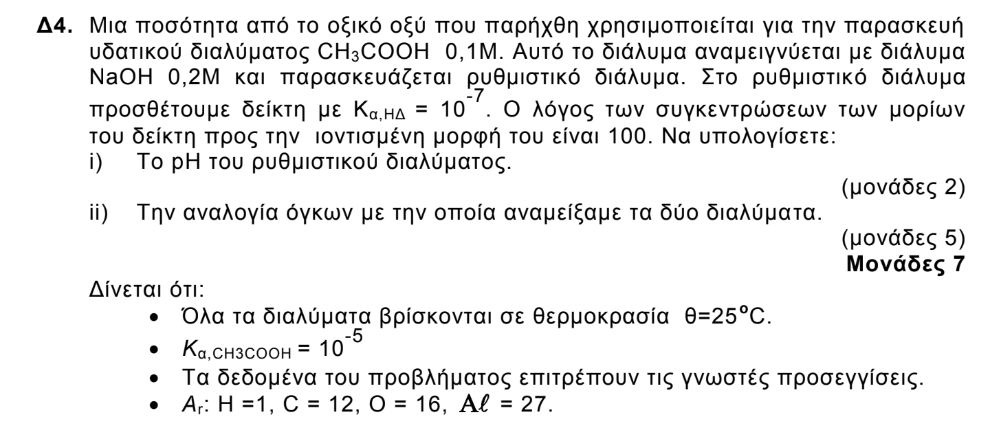 Δ4. Μια ποσότητα από το οξικό οξύ που παρήχθη χρησιμοποιείται για την παρασκευή
υδατικού διαλύματος CH₃COOH 0,1M. Αυτό το διάλυμα αναμειγνύεται με διάλυμα
NaOH 0,2M και παρασκευάζεται ρυθμιστικό διάλυμα. Στο ρυθμιστικό διάλυμα
προσθέτουμε δείκτη με Kα,ΗΔ = 10⁻⁷. Ο λόγος των συγκεντρώσεων των μορίων
του δείκτη προς την ιοντισμένη μορφή του είναι 100. Να υπολογίσετε:
i) Το pH του ρυθμιστικού διαλύματος.
(μονάδες 2)
ii) Την αναλογία όγκων με την οποία αναμείξαμε τα δύο διαλύματα.
(μονάδες 5)
Μονάδες 7
Δίνεται ότι:
• Όλα τα διαλύματα βρίσκονται σε θερμοκρασία θ=25°C.
• Kα,CH3COOH = 10⁻⁵
• Τα δεδομένα του προβλήματος επιτρέπουν τις γνωστές προσεγγίσεις.
• Aᵣ: H =1, C = 12, O = 16, Aℓ = 27.